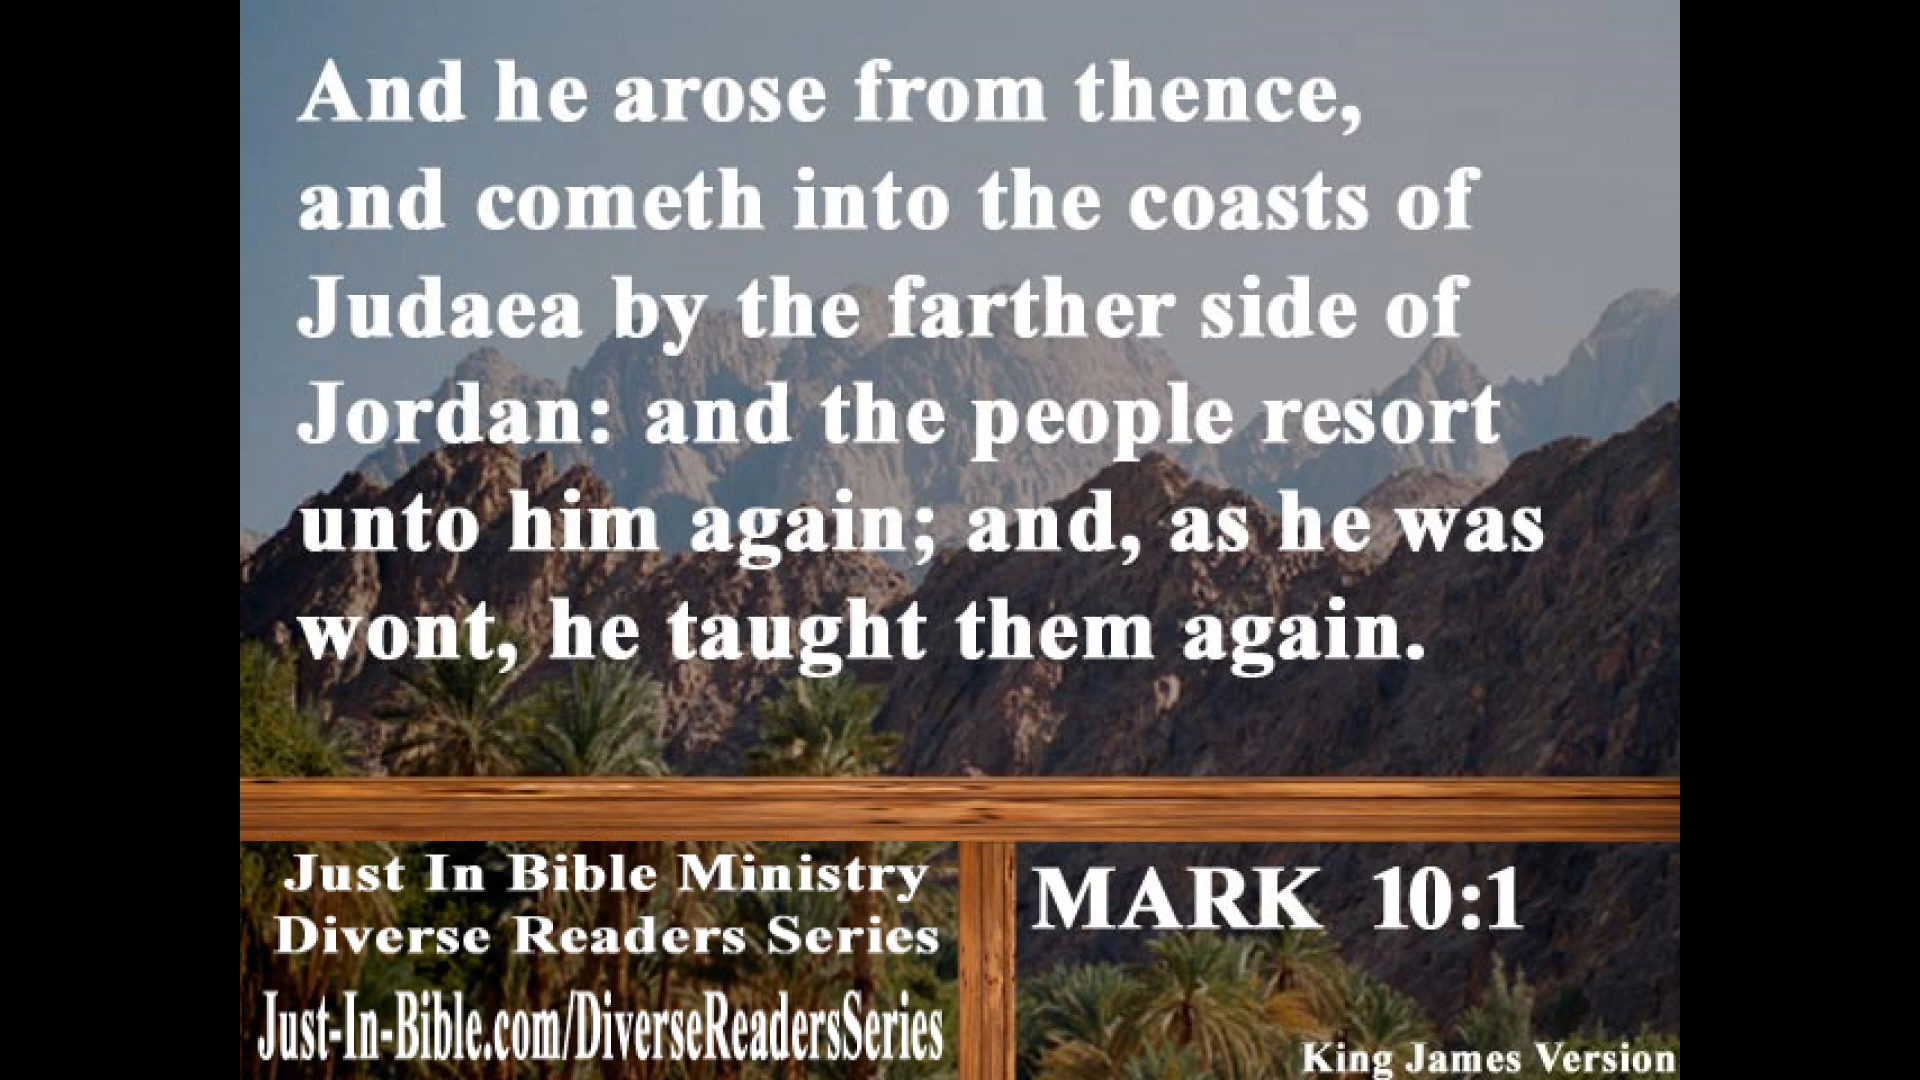 And he arose from thence,
and cometh into the coasts of
Judaea by the farther side of
Jordan: and the people resort
unto him again; and, as he was
wont, he taught them again.
Just In Bible Ministry
Diverse Readers Series
Just-In-Bible.com/DiverseReadersSeries
MARK 10:1
King James Version